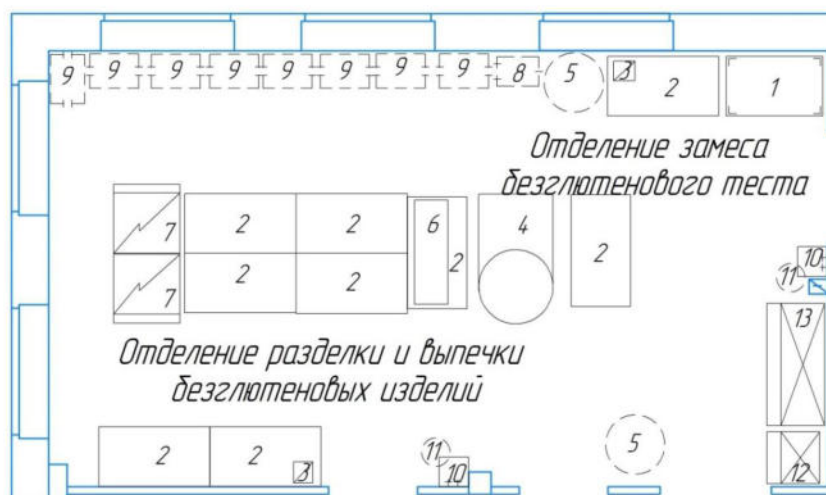 9 9 9 9 9 9 9 9 8 5 3 2 1
Отделение замеса
безглютенового теста
7 2 2 6 2 4 2
7 2 2
10
11
13
Отделение разделки и выпечки
безглютеновых изделий
2 2 3 11 10 5 12